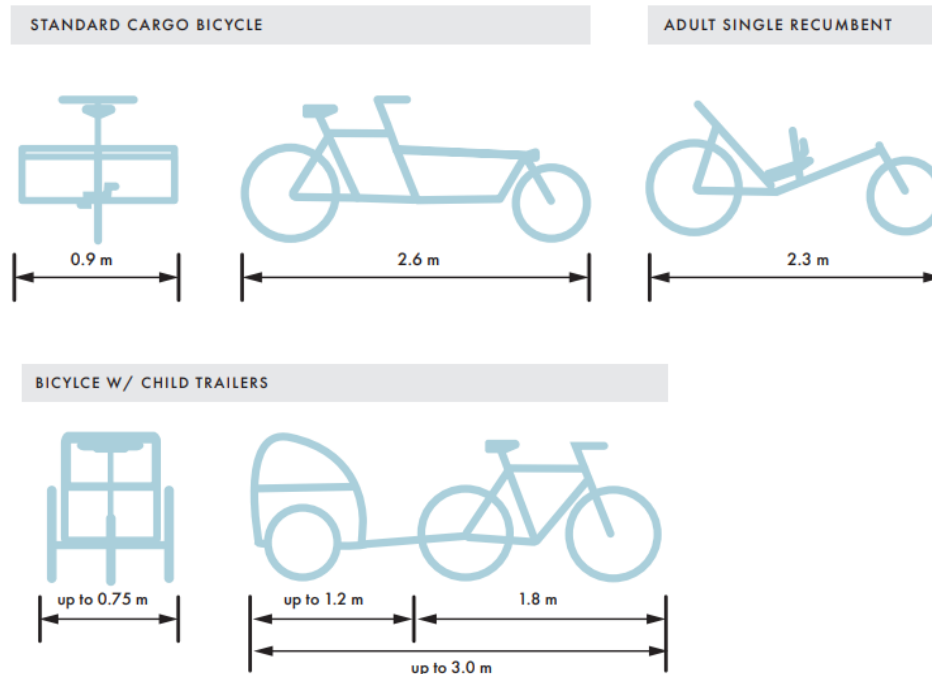 STANDARD CARGO BICYCLE
ADULT SINGLE RECUMBENT
0.9 m
2.6 m
2.3 m
BICYLCE W/ CHILD TRAILERS
up to 0.75 m
up to 1.2 m
1.8 m
up to 3.0 m